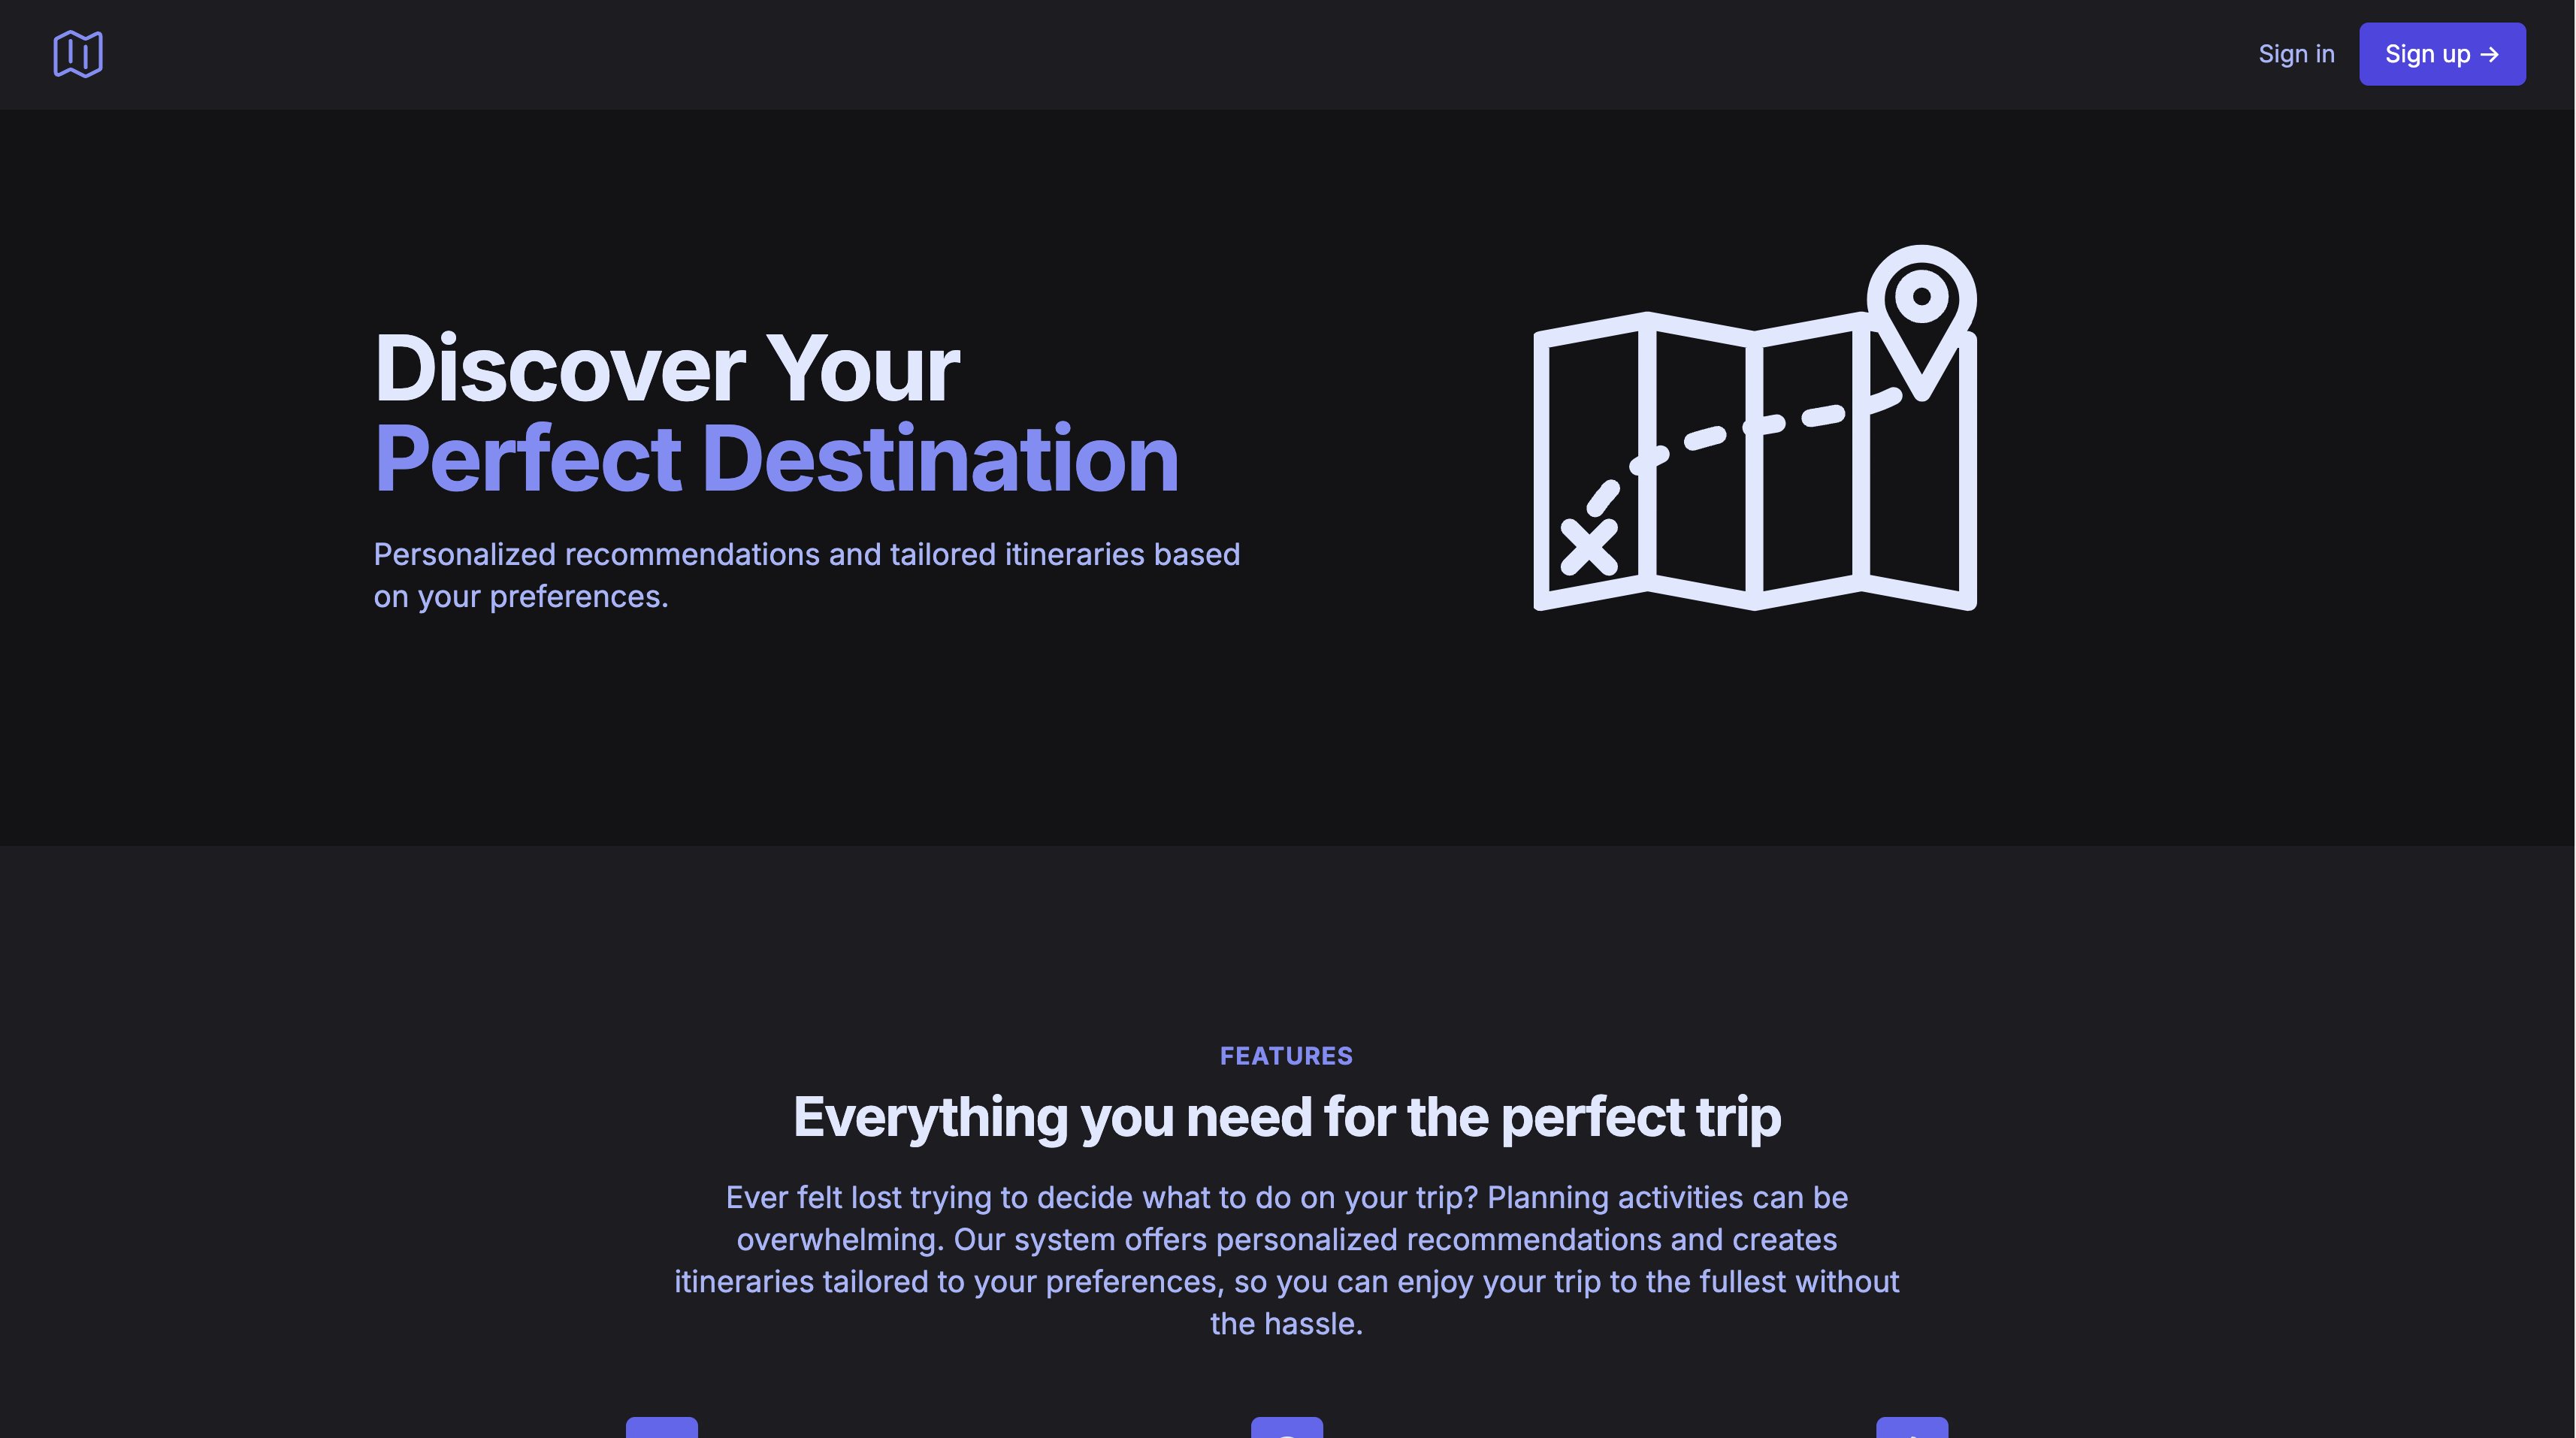 Sign in
Sign up →
Discover Your
Perfect Destination
Personalized recommendations and tailored itineraries based
on your preferences.
FEATURES
Everything you need for the perfect trip
Ever felt lost trying to decide what to do on your trip? Planning activities can be
overwhelming. Our system offers personalized recommendations and creates
itineraries tailored to your preferences, so you can enjoy your trip to the fullest without
the hassle.